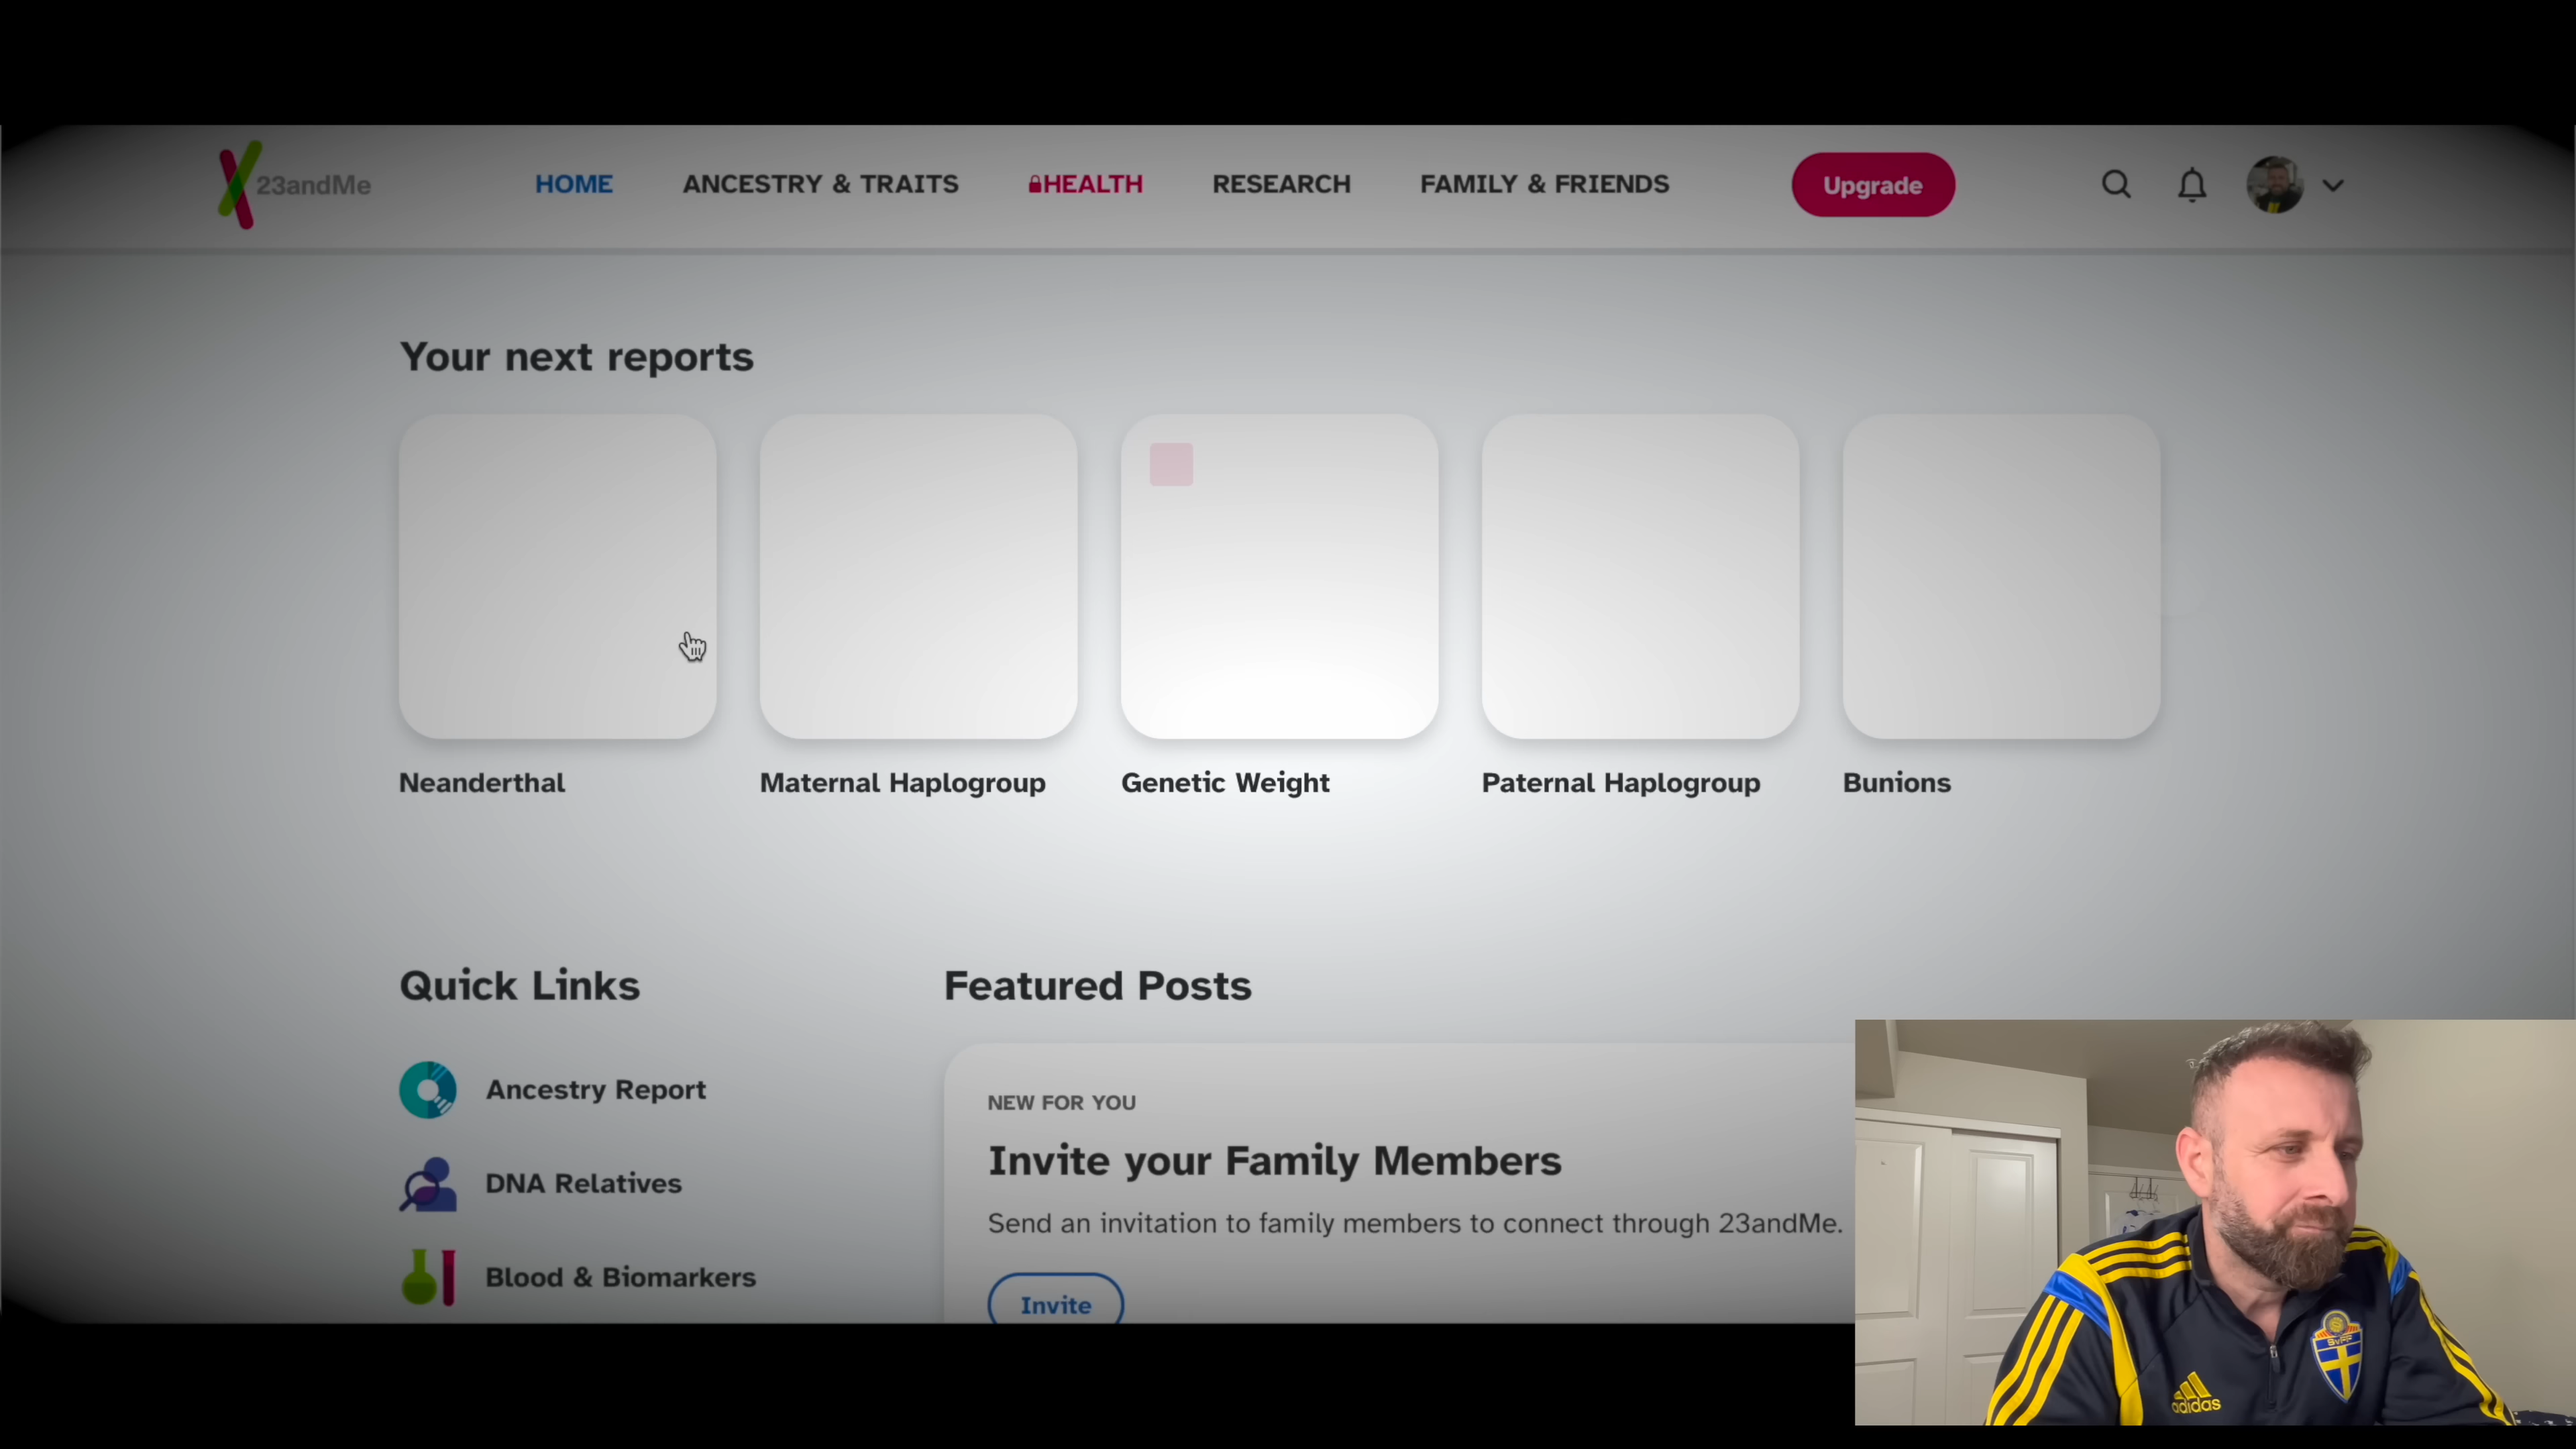 23andMe
HOME
ANCESTRY & TRAITS
HEALTH
RESEARCH
FAMILY & FRIENDS
Upgrade
Your next reports
Neanderthal
Maternal Haplogroup
Genetic Weight
Paternal Haplogroup
Bunions
Quick Links
Ancestry Report
DNA Relatives
Blood & Biomarkers
Featured Posts
NEW FOR YOU
Invite your Family Members
Send an invitation to family members to connect through 23andMe.
Invite
SvFF
adidas